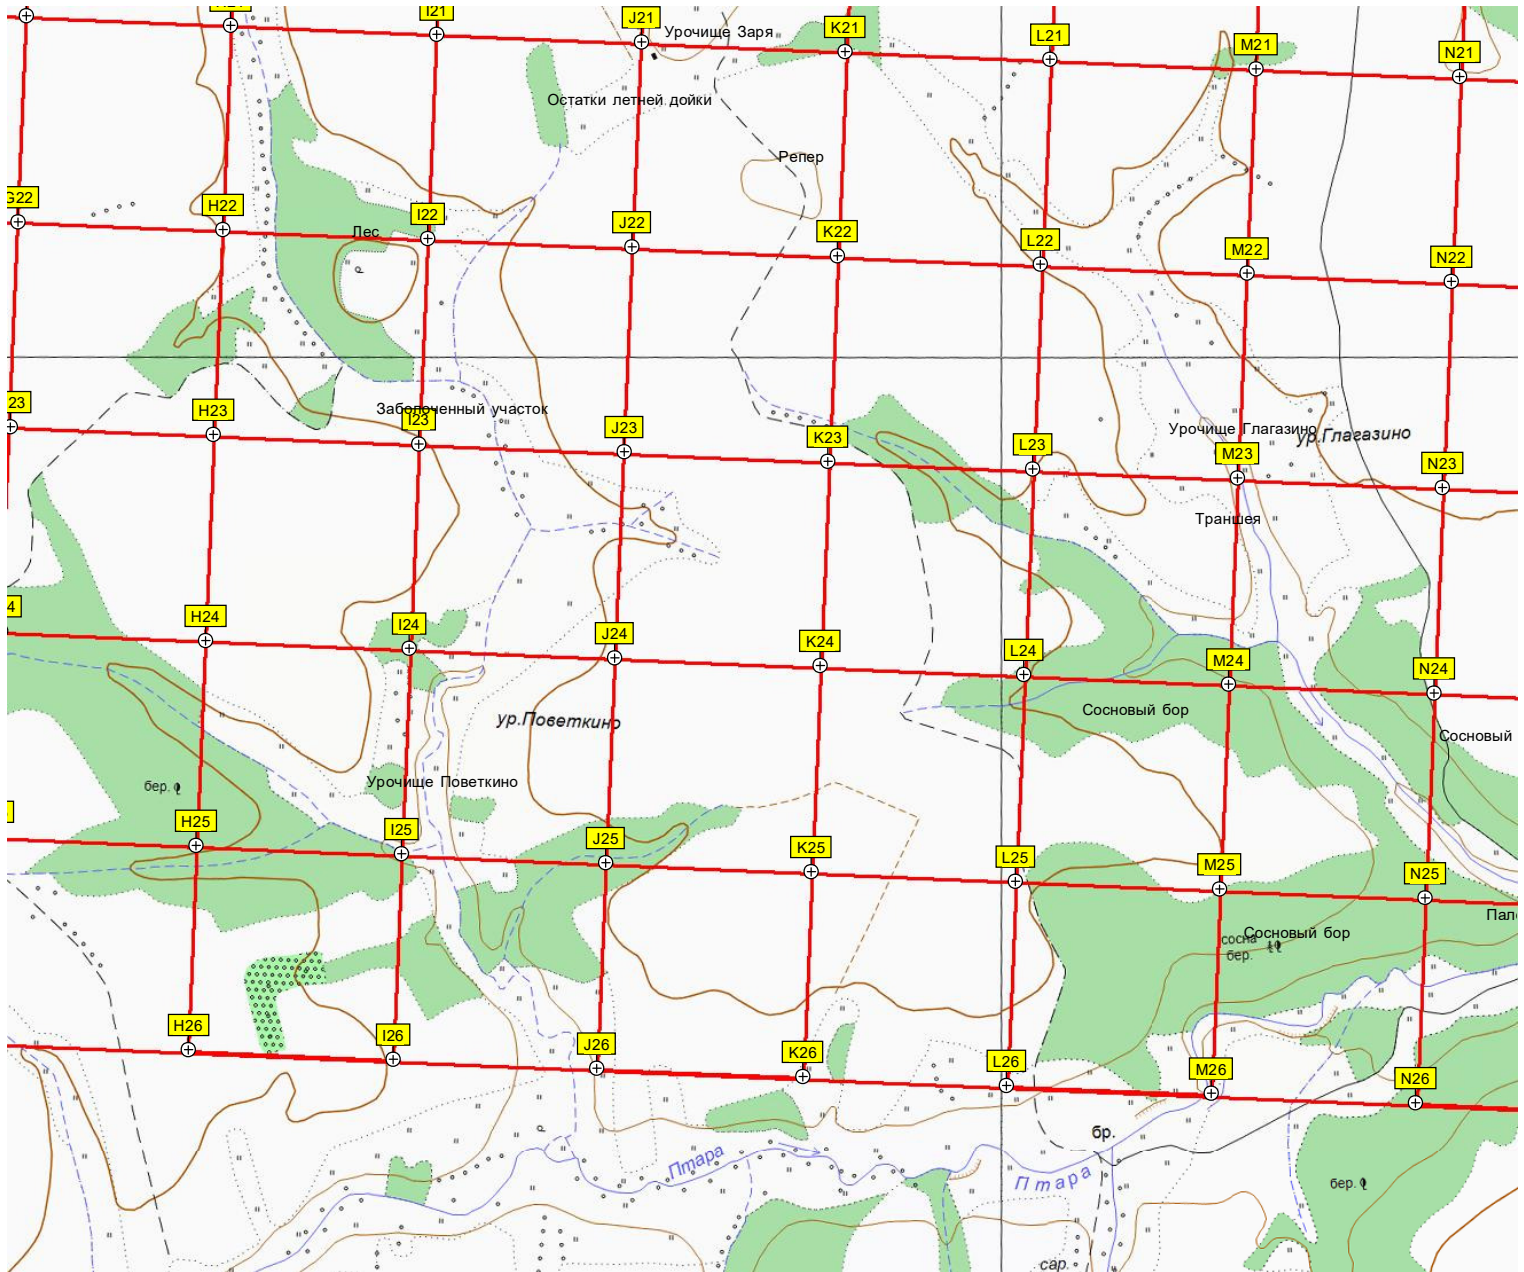 I21
J21
Урочище Заря
K21
L21
M21
N21
Остатки летней дойки
Репер
G22
H22
I22
Лес
J22
K22
L22
M22
N22
23
H23
Заболоченный участок
I23
J23
K23
L23
Урочище Глагазино
ур.Глагазино
M23
N23
Траншея
4
H24
I24
J24
K24
L24
M24
N24
ур.Поветкино
Сосновый бор
Сосновый
бер.
Урочище Поветкино
H25
I25
J25
K25
L25
M25
N25
Сосновый бор
сосна
бер.
H26
I26
J26
K26
L26
M26
N26
бр.
Птара
Птара
бер.
сар.